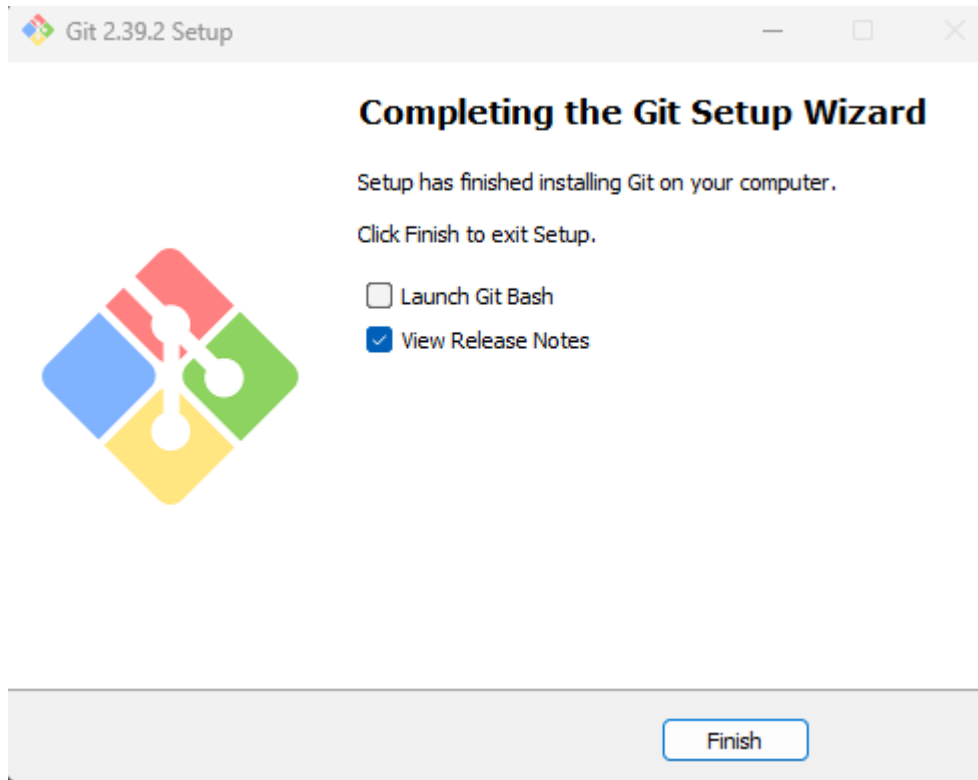 Git 2.39.2 Setup
Completing the Git Setup Wizard
Setup has finished installing Git on your computer.
Click Finish to exit Setup.
Launch Git Bash
View Release Notes
Finish